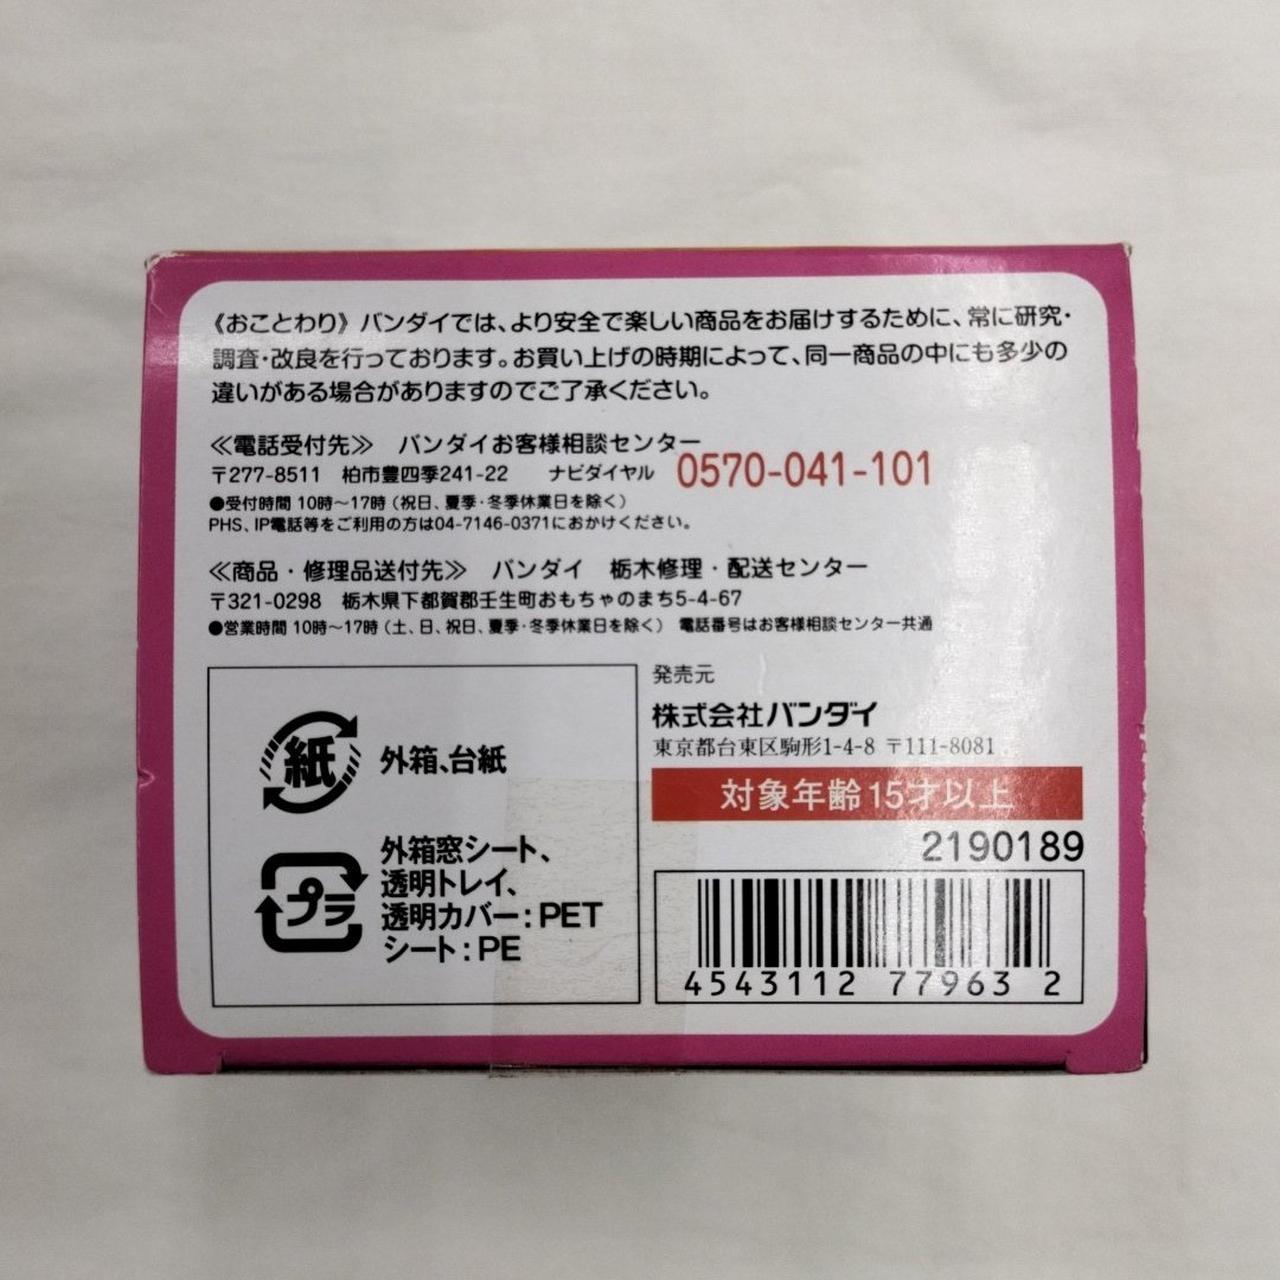 《おことわり》バンダイでは、より安全で楽しい商品をお届けするために、常に研究・
調査・改良を行っております。お買い上げの時期によって、同一商品の中にも多少の
違いがある場合がありますのでご了承ください。
≪電話受付先≫ バンダイお客様相談センター
〒277-8511 柏市豊四季241-22 ナビダイヤル 0570-041-101
●受付時間 10時〜17時(祝日、夏季・冬季休業日を除く)
PHS、IP電話等をご利用の方は04-7146-0371におかけください。
≪商品・修理品送付先≫ バンダイ 栃木修理・配送センター
〒321-0298 栃木県下都賀郡壬生町おもちゃのまち5-4-67
●営業時間 10時〜17時(土、日、祝日、夏季・冬季休業日を除く) 電話番号はお客様相談センター共通
紙 外箱、台紙
プラ 外箱窓シート、
透明トレイ、
透明カバー:PET
シート:PE
発売元
株式会社バンダイ
東京都台東区駒形1-4-8 〒111-8081
対象年齢15才以上
2190189
4543112 77963 2